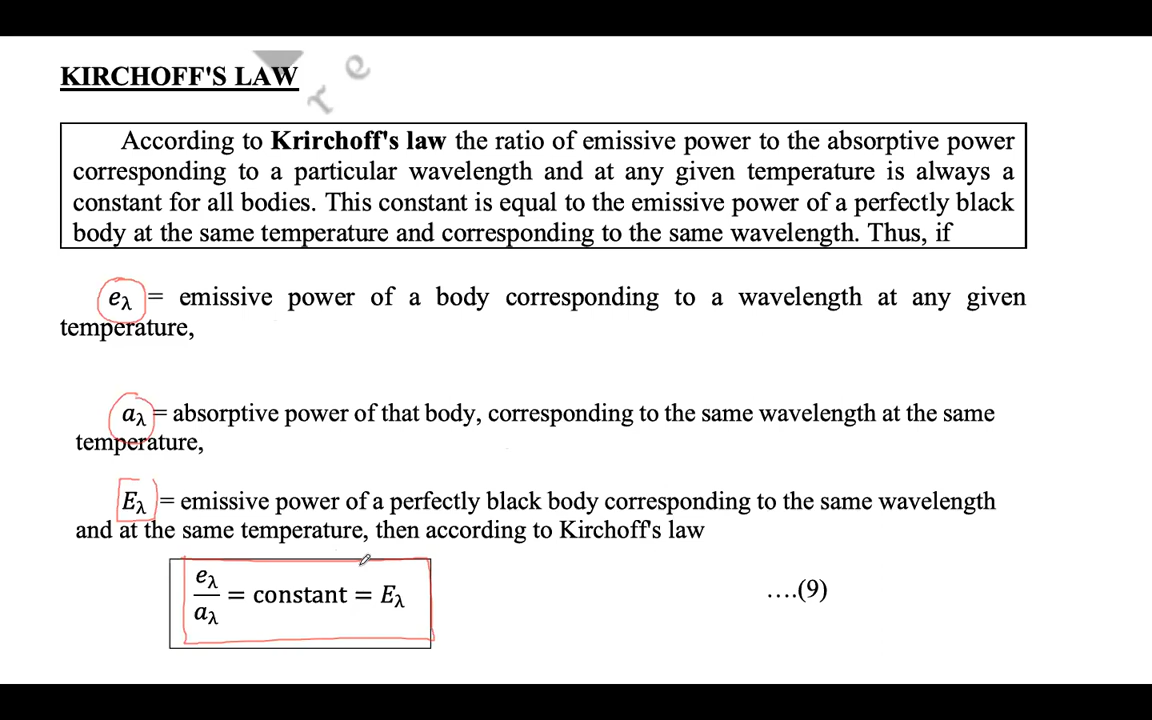 KIRCHOFF'S LAW
According to Krirchoff's law the ratio of emissive power to the absorptive power
corresponding to a particular wavelength and at any given temperature is always a
constant for all bodies. This constant is equal to the emissive power of a perfectly black
body at the same temperature and corresponding to the same wavelength. Thus, if
eλ = emissive power of a body corresponding to a wavelength at any given
temperature,
aλ = absorptive power of that body, corresponding to the same wavelength at the same
temperature,
Eλ = emissive power of a perfectly black body corresponding to the same wavelength
and at the same temperature, then according to Kirchoff's law
eλ/aλ = constant = Eλ ….(9)